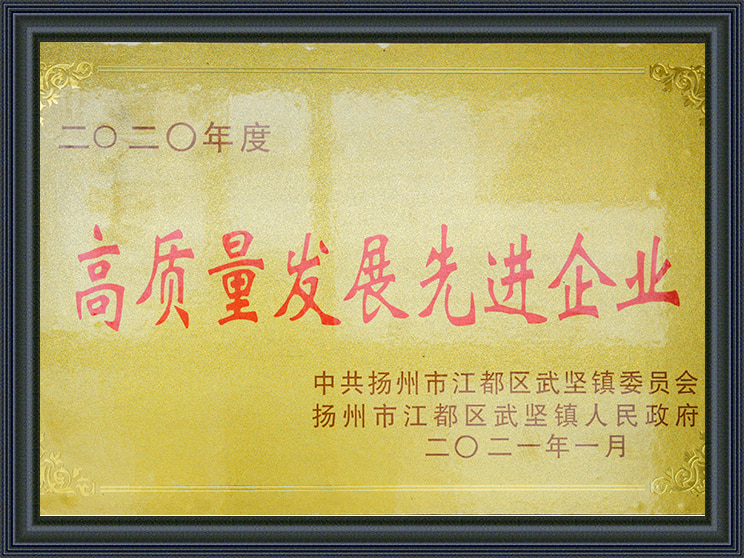 二〇二〇年度
高质量发展先进企业
中共扬州市江都区武坚镇委员会
扬州市江都区武坚镇人民政府
二〇二一年一月